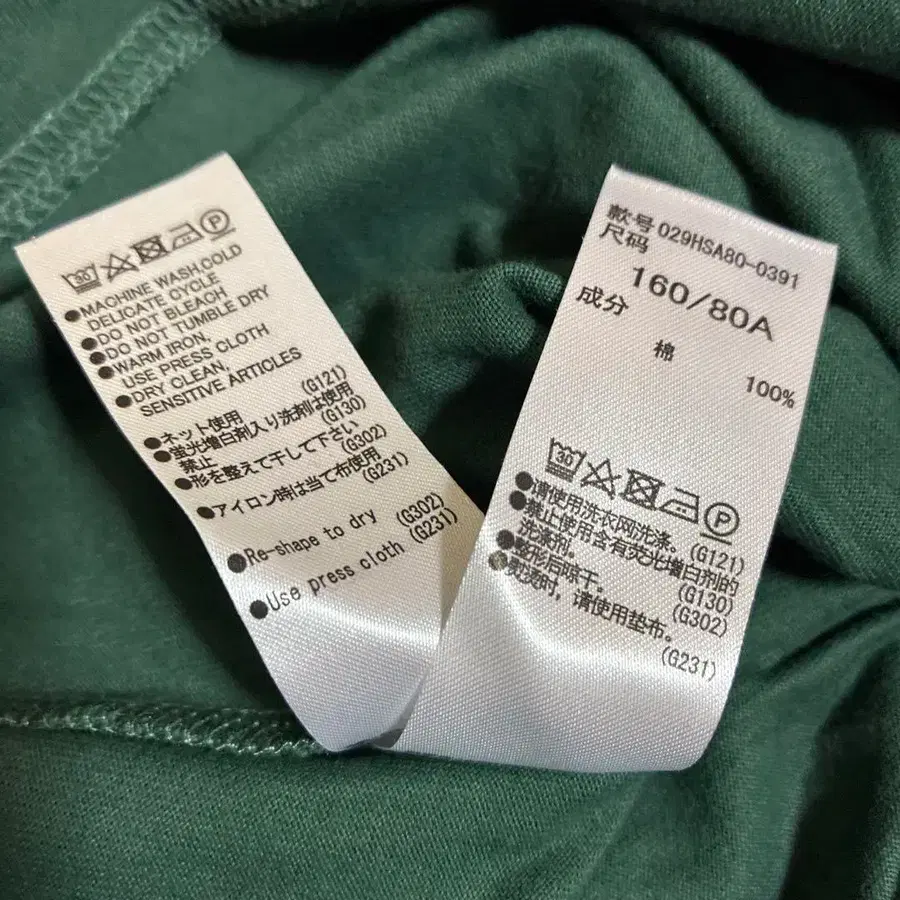 30
P
●MACHINE WASH,COLD
DELICATE CYCLE
●DO NOT BLEACH
●DO NOT TUMBLE DRY
●WARM IRON,
USE PRESS CLOTH
●DRY CLEAN,
SENSITIVE ARTICLES
(G121)
●ネット使用
●蛍光増白剤入り洗剤は使用
禁止 (G130)
●形を整えて干して下さい
(G302)
●アイロン時は当て布使用
(G231)
●Re-shape to dry (G302)
●Use press cloth (G231)
款号 029HSA80-0391
尺码
160/80A
成分
棉
100%
30
P
●请使用洗衣网洗涤。(G121)
●禁止使用含有荧光增白剂的
洗涤剂。 (G130)
●整形后晾干。 (G302)
●熨烫时,请使用垫布。
(G231)